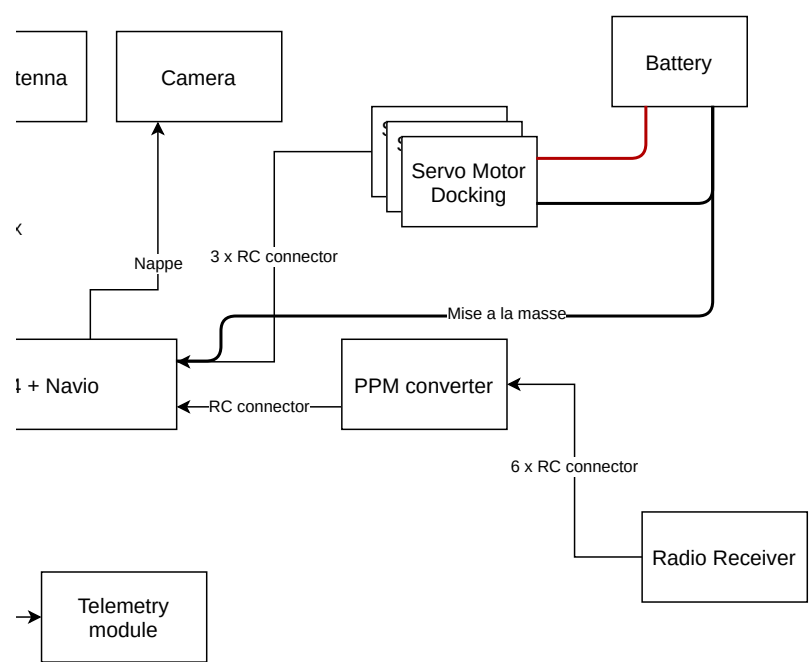 tenna
Camera
Battery
S
S
Servo Motor
Docking
x
Nappe
3 x RC connector
Mise a la masse
4 + Navio
PPM converter
RC connector
6 x RC connector
Radio Receiver
Telemetry
module